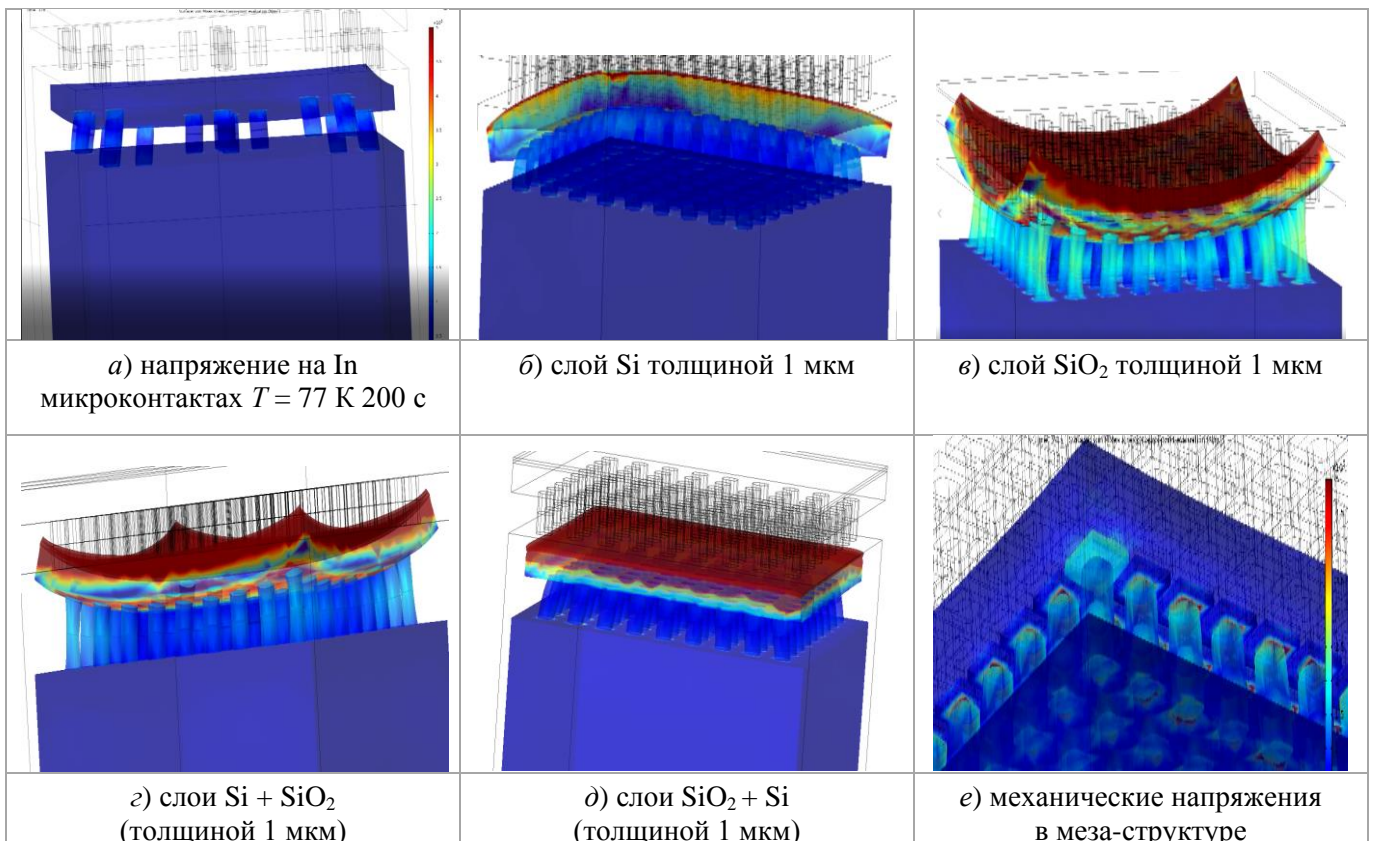 а) напряжение на In
микроконтактах T = 77 К 200 с
б) слой Si толщиной 1 мкм
в) слой SiO₂ толщиной 1 мкм
г) слои Si + SiO₂
(толщиной 1 мкм)
д) слои SiO₂ + Si
(толщиной 1 мкм)
е) механические напряжения
в меза-структуре